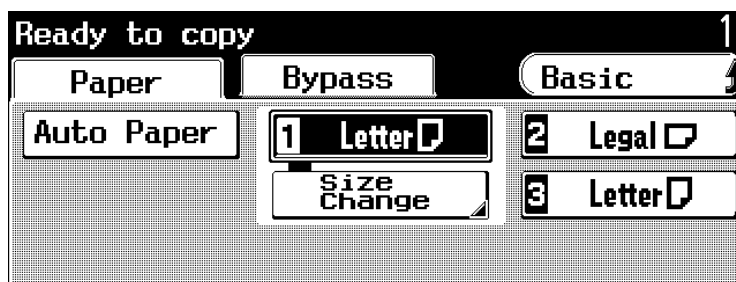 Ready to copy 1
Paper Bypass Basic
Auto Paper 1 Letter 2 Legal
Size
Change 3 Letter